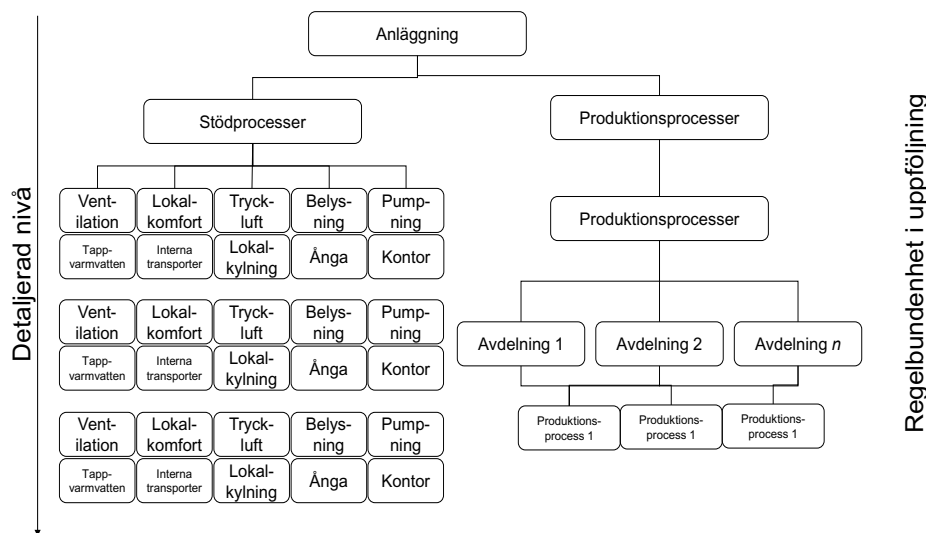 Anläggning
Stödprocesser
Produktionsprocesser
Produktionsprocesser
Vent-
ilation
Lokal-
komfort
Tryck-
luft
Belys-
ning
Pump-
ning
Tapp-
varmvatten
Interna
transporter
Lokal-
kylning
Ånga
Kontor
Vent-
ilation
Lokal-
komfort
Tryck-
luft
Belys-
ning
Pump-
ning
Tapp-
varmvatten
Interna
transporter
Lokal-
kylning
Ånga
Kontor
Vent-
ilation
Lokal-
komfort
Tryck-
luft
Belys-
ning
Pump-
ning
Tapp-
varmvatten
Interna
transporter
Lokal-
kylning
Ånga
Kontor
Avdelning 1
Avdelning 2
Avdelning n
Produktions-
process 1
Produktions-
process 1
Produktions-
process 1
Detaljerad nivå
Regelbundenhet i uppföljning